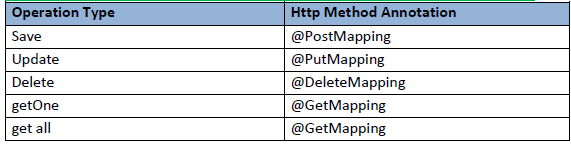 Operation Type Http Method Annotation
Save @PostMapping
Update @PutMapping
Delete @DeleteMapping
getOne @GetMapping
get all @GetMapping